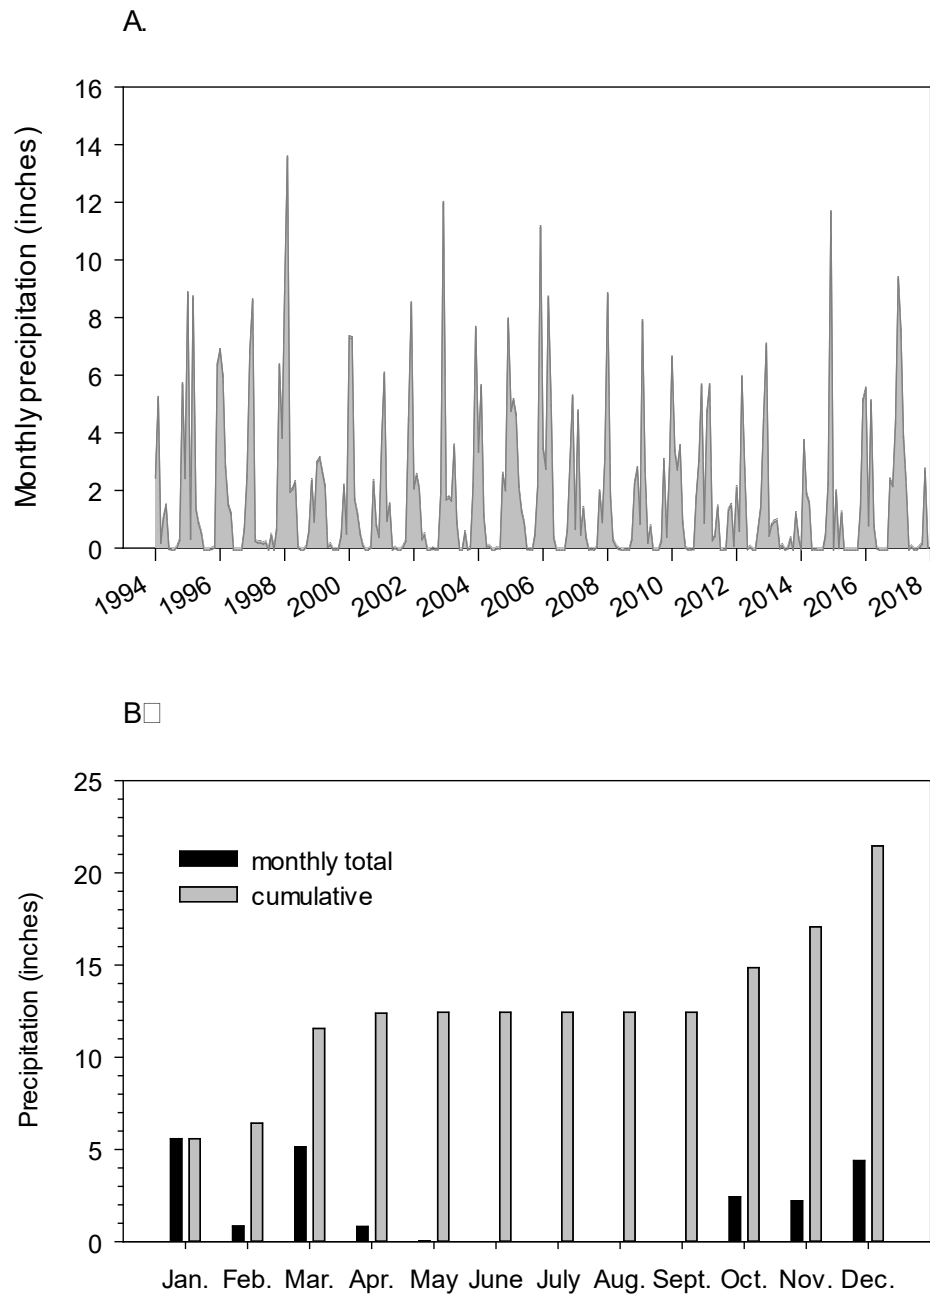 A.
Monthly precipitation (inches)
16
14
12
10
8
6
4
2
0
1994 1996 1998 2000 2002 2004 2006 2008 2010 2012 2014 2016 2018
B□
Precipitation (inches)
25
20
15
10
5
0
monthly total
cumulative
Jan. Feb. Mar. Apr. May June July Aug. Sept. Oct. Nov. Dec.